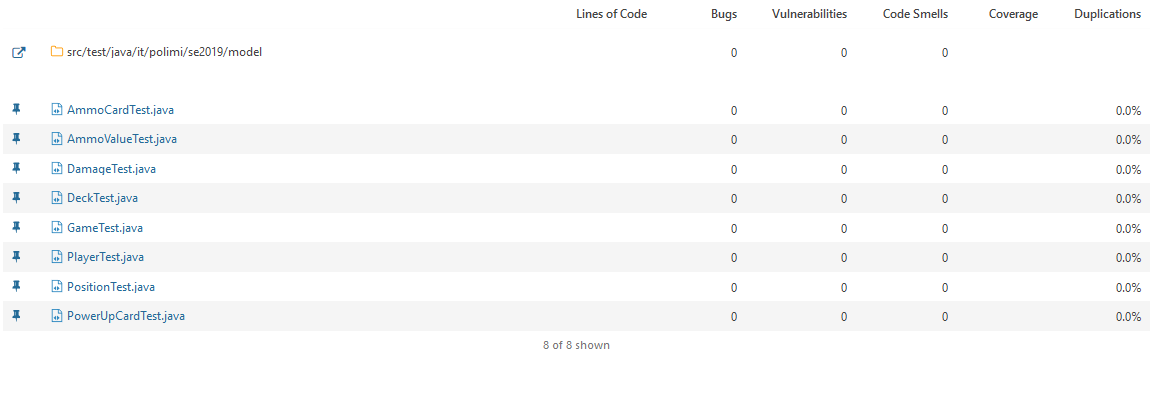 Lines of Code Bugs Vulnerabilities Code Smells Coverage Duplications
src/test/java/it/polimi/se2019/model 0 0 0
AmmoCardTest.java 0 0 0 0.0%
AmmoValueTest.java 0 0 0 0.0%
DamageTest.java 0 0 0 0.0%
DeckTest.java 0 0 0 0.0%
GameTest.java 0 0 0 0.0%
PlayerTest.java 0 0 0 0.0%
PositionTest.java 0 0 0 0.0%
PowerUpCardTest.java 0 0 0 0.0%
8 of 8 shown